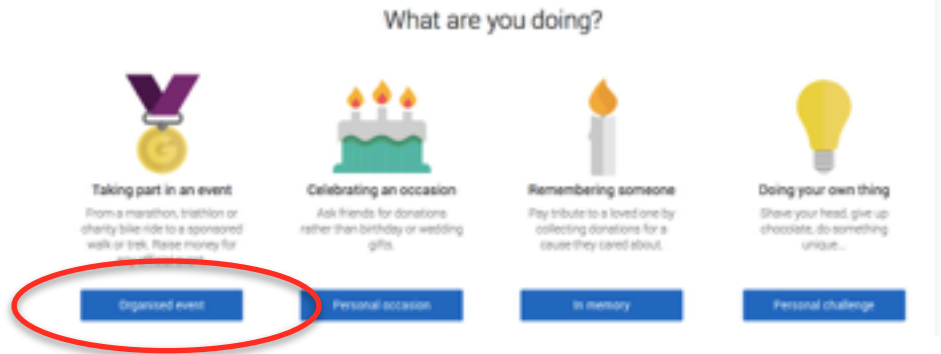 What are you doing?
Taking part in an event
From a marathon, triathlon or
charity bike ride to a sponsored
walk or trek. Raise money for
any official event.
Organised event
Celebrating an occasion
Ask friends for donations
rather than birthday or wedding
gifts.
Personal occasion
Remembering someone
Pay tribute to a loved one by
collecting donations for a
cause they cared about.
In memory
Doing your own thing
Shave your head, give up
chocolate, do something
unique...
Personal challenge